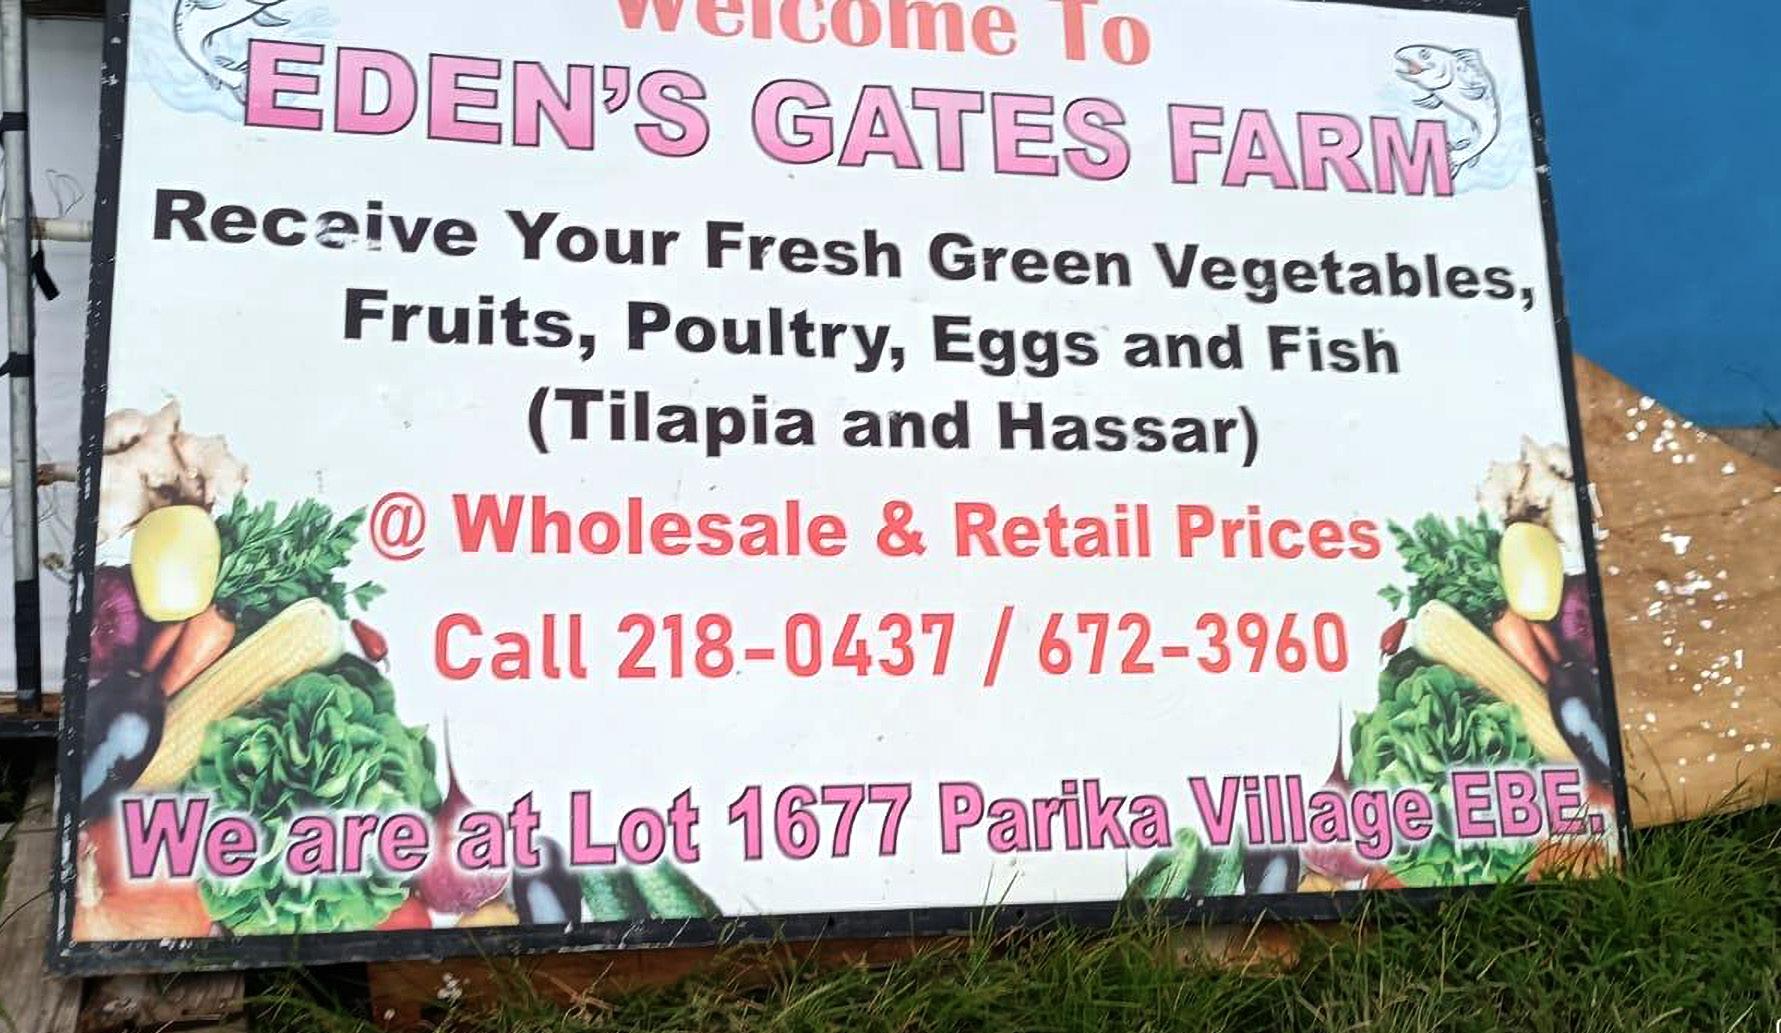 Welcome To
EDEN'S GATES FARM
Receive Your Fresh Green Vegetables,
Fruits, Poultry, Eggs and Fish
(Tilapia and Hassar)
@ Wholesale & Retail Prices
Call 218-0437 / 672-3960
We are at Lot 1677 Parika Village EBE.